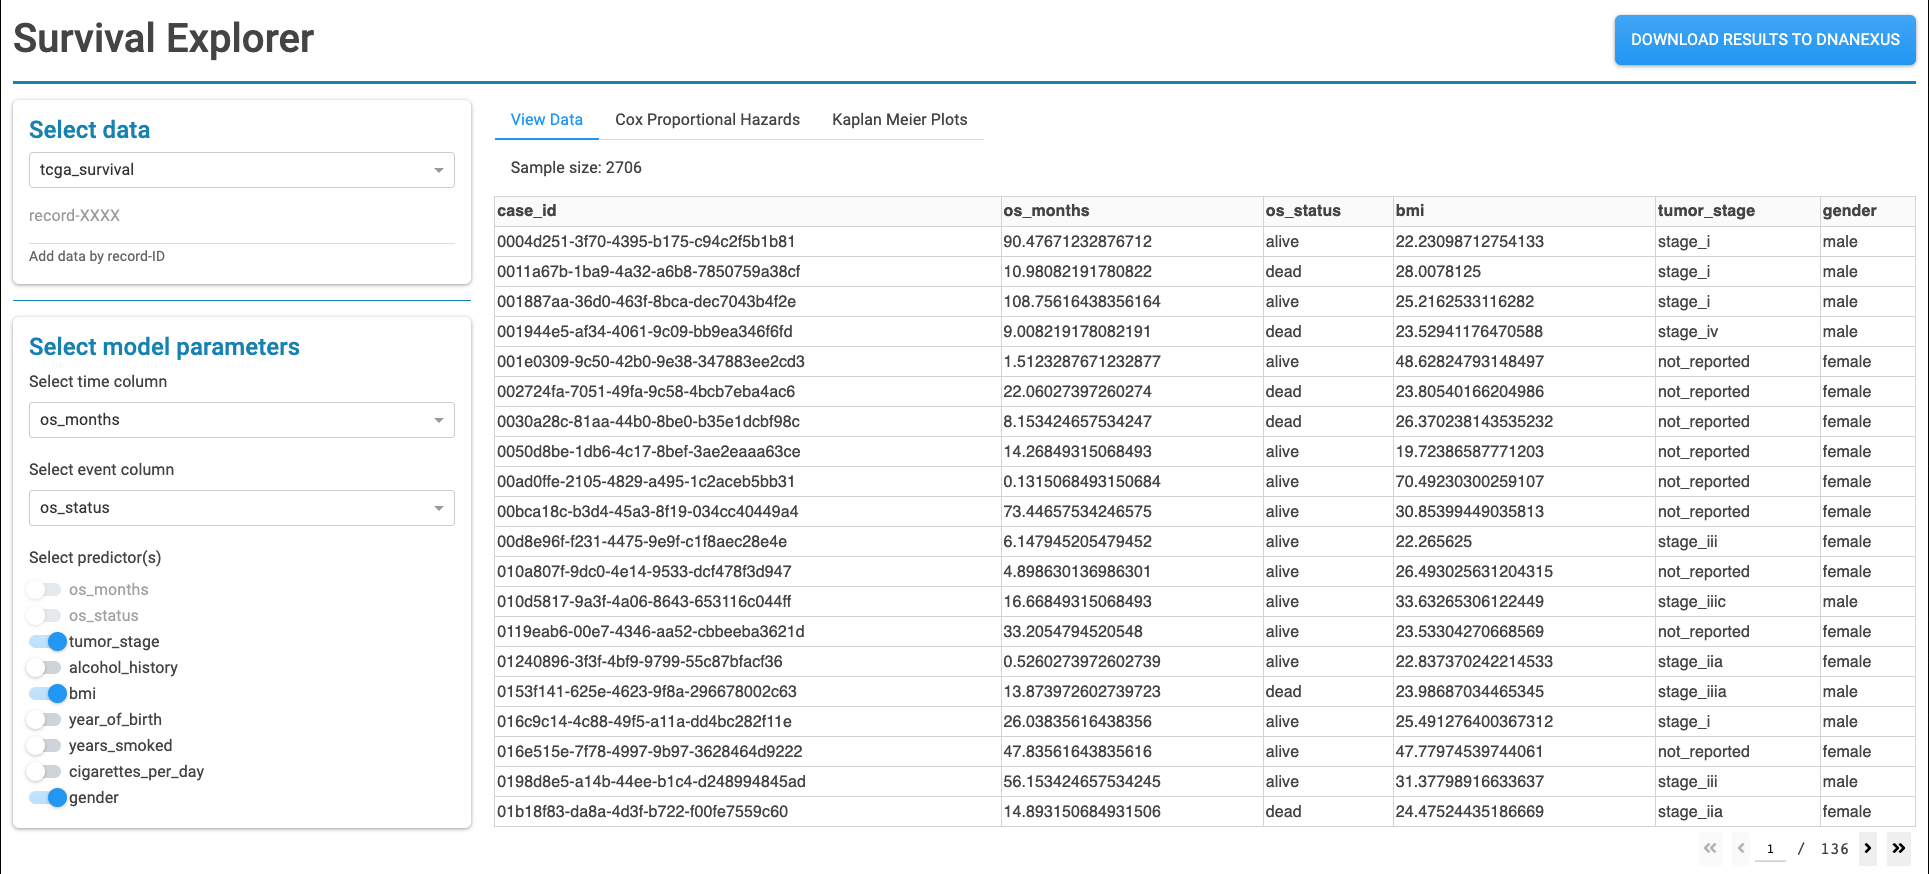 Survival Explorer
DOWNLOAD RESULTS TO DNANEXUS
Select data
tcga_survival
record-XXXX
Add data by record-ID
Select model parameters
Select time column
os_months
Select event column
os_status
Select predictor(s)
os_months
os_status
tumor_stage
alcohol_history
bmi
year_of_birth
years_smoked
cigarettes_per_day
gender
View Data Cox Proportional Hazards Kaplan Meier Plots
Sample size: 2706
case_id os_months os_status bmi tumor_stage gender
0004d251-3f70-4395-b175-c94c2f5b1b81 90.47671232876712 alive 22.23098712754133 stage_i male
0011a67b-1ba9-4a32-a6b8-7850759a38cf 10.98082191780822 dead 28.0078125 stage_i male
001887aa-36d0-463f-8bca-dec7043b4f2e 108.75616438356164 alive 25.2162533116282 stage_i male
001944e5-af34-4061-9c09-bb9ea346f6fd 9.008219178082191 dead 23.52941176470588 stage_iv male
001e0309-9c50-42b0-9e38-347883ee2cd3 1.5123287671232877 alive 48.62824793148497 not_reported female
002724fa-7051-49fa-9c58-4bcb7eba4ac6 22.06027397260274 dead 23.80540166204986 not_reported female
0030a28c-81aa-44b0-8be0-b35e1dcbf98c 8.153424657534247 dead 26.370238143535232 not_reported female
0050d8be-1db6-4c17-8bef-3ae2eaaa63ce 14.26849315068493 alive 19.72386587771203 not_reported female
00ad0ffe-2105-4829-a495-1c2aceb5bb31 0.1315068493150684 alive 70.49230300259107 not_reported female
00bca18c-b3d4-45a3-8f19-034cc40449a4 73.44657534246575 alive 30.85399449035813 not_reported female
00d8e96f-f231-4475-9e9f-c1f8aec28e4e 6.147945205479452 alive 22.265625 stage_iii female
010a807f-9dc0-4e14-9533-dcf478f3d947 4.898630136986301 alive 26.493025631204315 not_reported female
010d5817-9a3f-4a06-8643-653116c044ff 16.66849315068493 alive 33.63265306122449 stage_iiic male
0119eab6-00e7-4346-aa52-cbbeeba3621d 33.2054794520548 alive 23.53304270668569 not_reported female
01240896-3f3f-4bf9-9799-55c87bfacf36 0.5260273972602739 alive 22.837370242214533 stage_iia female
0153f141-625e-4623-9f8a-296678002c63 13.873972602739723 dead 23.98687034465345 stage_iiia male
016c9c14-4c88-49f5-a11a-dd4bc282f11e 26.03835616438356 alive 25.491276400367312 stage_i male
016e515e-7f78-4997-9b97-3628464d9222 47.83561643835616 alive 47.77974539744061 not_reported female
0198d8e5-a14b-44ee-b1c4-d248994845ad 56.153424657534245 alive 31.37798916633637 stage_iii male
01b18f83-da8a-4d3f-b722-f00fe7559c60 14.893150684931506 dead 24.47524435186669 stage_iia female
1 / 136